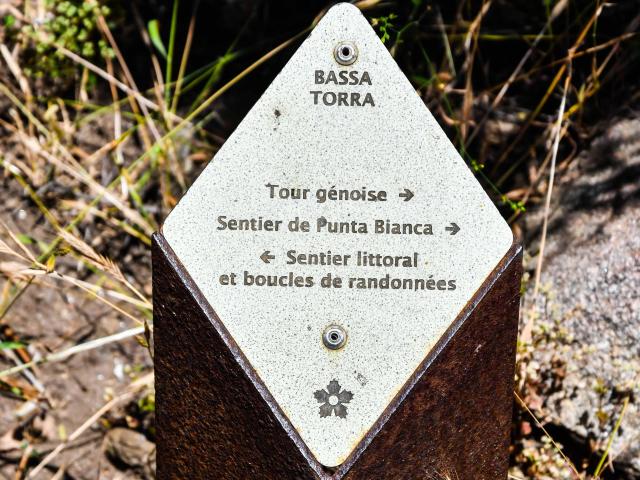 BASSA
TORRA
Tour génoise →
Sentier de Punta Bianca →
← Sentier littoral
et boucles de randonnées